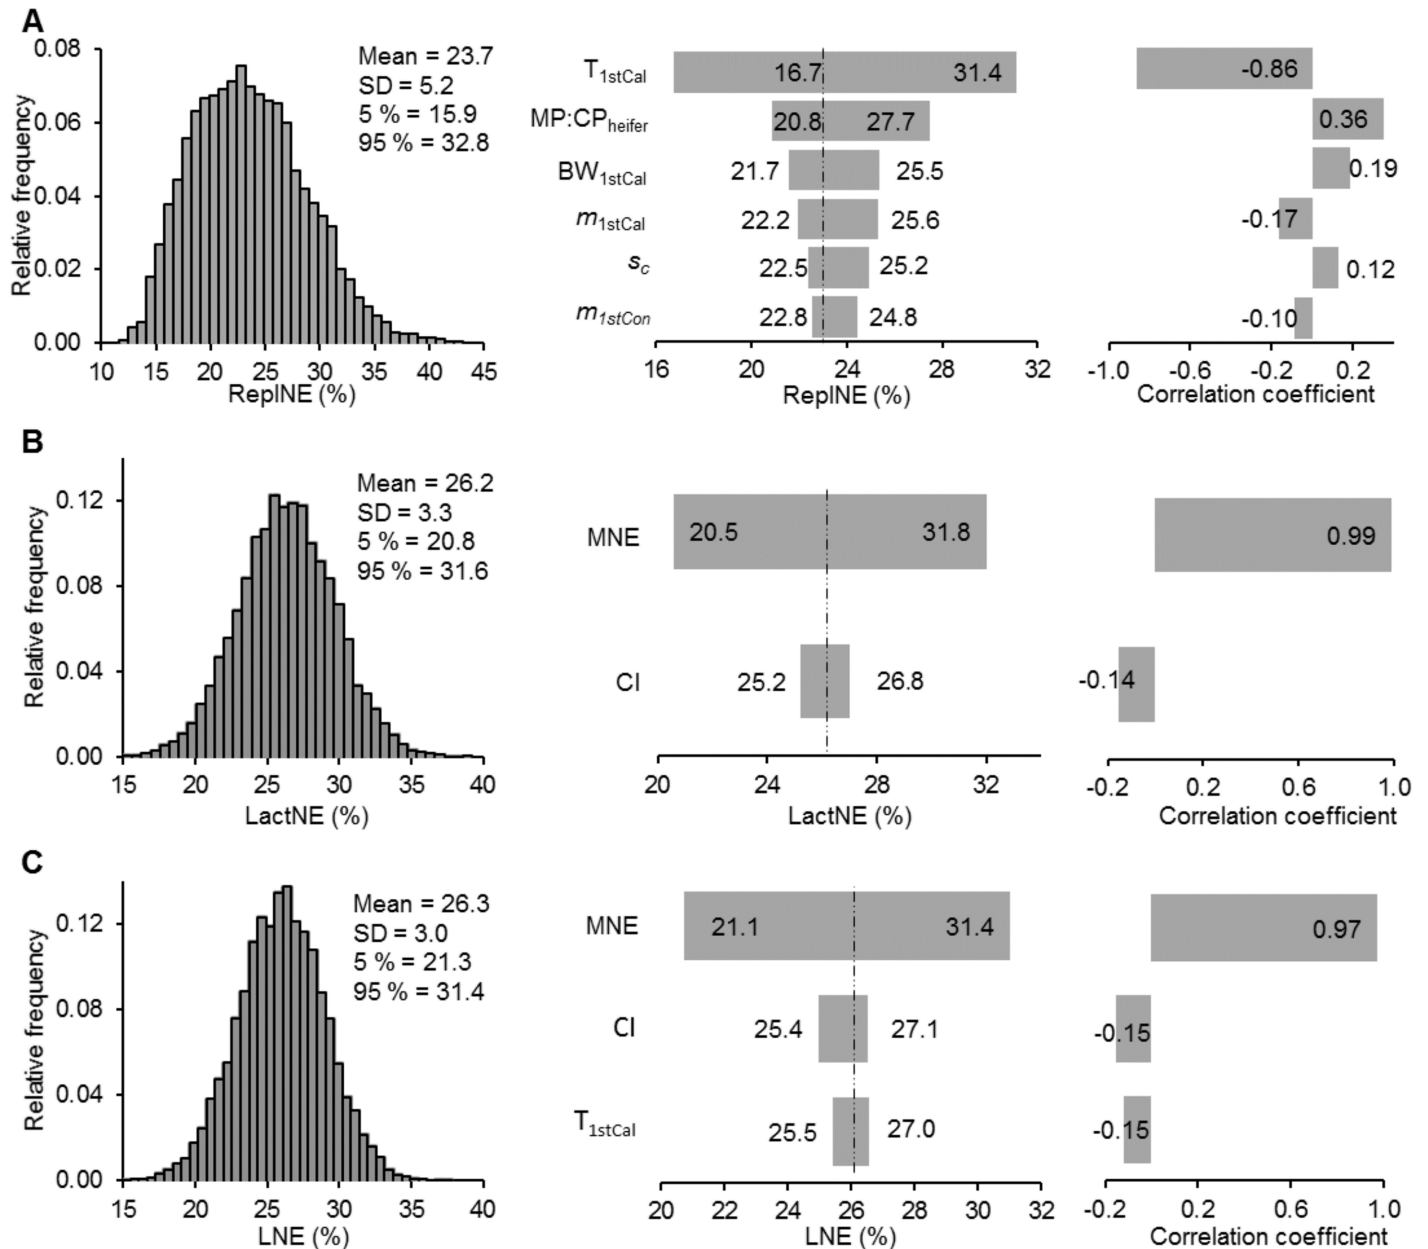 A
0.08
0.06
0.04
0.02
0.00
Relative frequency
10 15 20 25 30 35 40 45
ReplNE (%)
Mean = 23.7
SD = 5.2
5 % = 15.9
95 % = 32.8
T1stCal 16.7 31.4
MP:CPheifer 20.8 27.7
BW1stCal 21.7 25.5
m1stCal 22.2 25.6
sc 22.5 25.2
m1stCon 22.8 24.8
16 20 24 28 32
ReplNE (%)
-0.86
0.36
0.19
-0.17
0.12
-0.10
-1.0 -0.6 -0.2 0.2
Correlation coefficient
B
0.12
0.08
0.04
0.00
Relative frequency
15 20 25 30 35 40
LactNE (%)
Mean = 26.2
SD = 3.3
5 % = 20.8
95 % = 31.6
MNE 20.5 31.8
CI 25.2 26.8
20 24 28 32
LactNE (%)
0.99
-0.14
-0.2 0.2 0.6 1.0
Correlation coefficient
C
0.12
0.08
0.04
0.00
Relative frequency
15 20 25 30 35 40
LNE (%)
Mean = 26.3
SD = 3.0
5 % = 21.3
95 % = 31.4
MNE 21.1 31.4
CI 25.4 27.1
T1stCal 25.5 27.0
20 22 24 26 28 30 32
LNE (%)
0.97
-0.15
-0.15
-0.2 0.2 0.6 1.0
Correlation coefficient